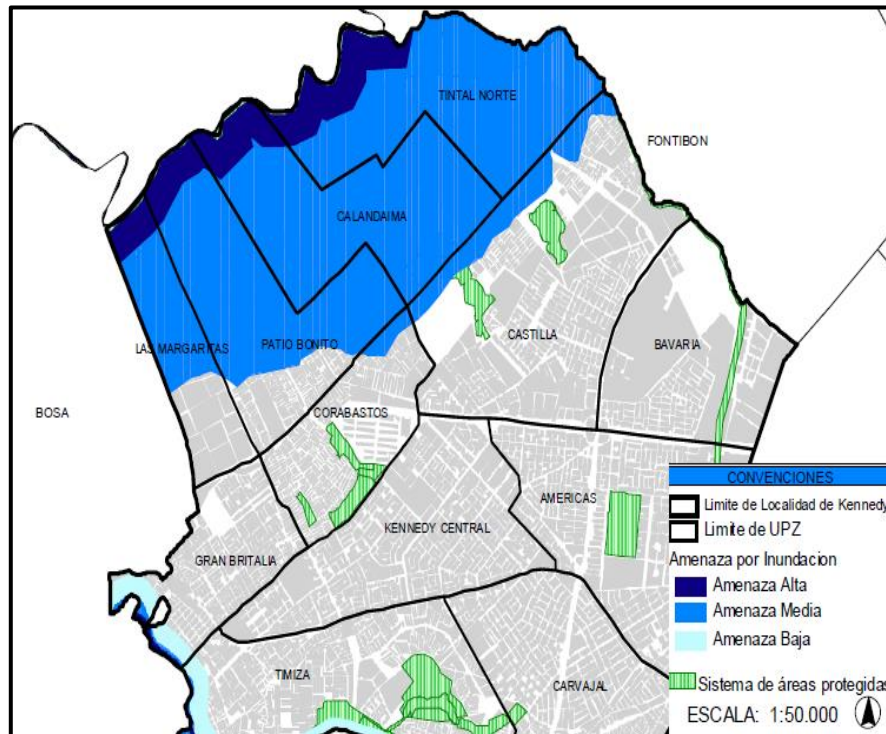 TINTAL NORTE
FONTIBON
CALANDAIMA
LAS MARGARITAS
PATIO BONITO
CASTILLA
BAVARIA
BOSA
CORABASTOS
AMERICAS
KENNEDY CENTRAL
GRAN BRITALIA
TIMIZA
CARVAJAL
CONVENCIONES
Limite de Localidad de Kennedy
Limite de UPZ
Amenaza por Inundacion
Amenaza Alta
Amenaza Media
Amenaza Baja
Sistema de áreas protegidas
ESCALA: 1:50.000